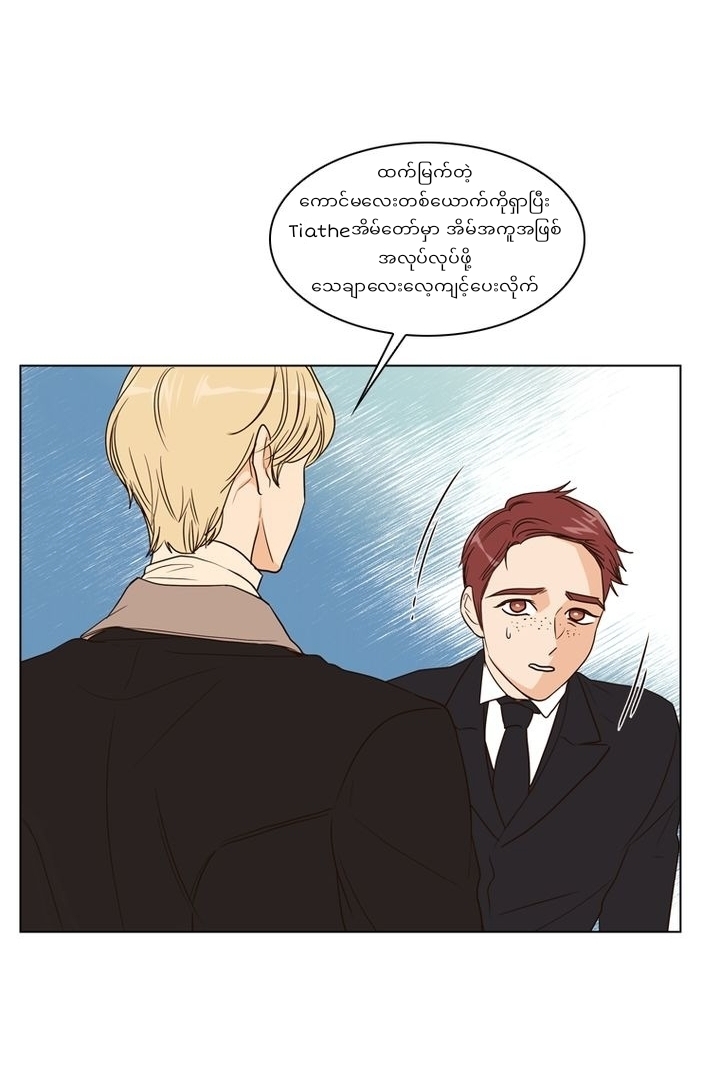 ထက်မြက်တဲ့
ကောင်မလေးတစ်ယောက်ကိုရှာပြီး
Tiatheအိမ်တော်မှာ အိမ်အကူအဖြစ်
အလုပ်လုပ်ဖို့
သေချာလေးလေ့ကျင့်ပေးလိုက်